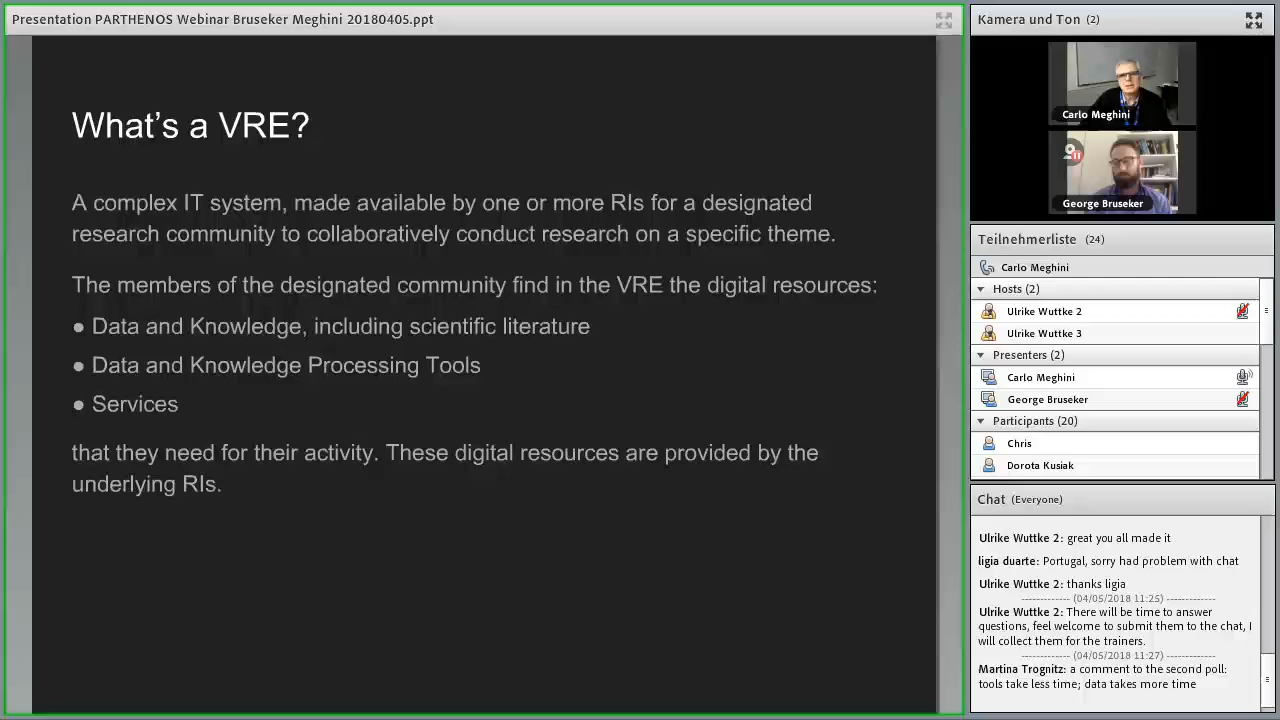 Presentation PARTHENOS Webinar Bruseker Meghini 20180405.ppt
What's a VRE?
A complex IT system, made available by one or more RIs for a designated
research community to collaboratively conduct research on a specific theme.
The members of the designated community find in the VRE the digital resources:
● Data and Knowledge, including scientific literature
● Data and Knowledge Processing Tools
● Services
that they need for their activity. These digital resources are provided by the
underlying RIs.
Kamera und Ton (2)
Carlo Meghini
George Bruseker
Teilnehmerliste (24)
Carlo Meghini
Hosts (2)
Ulrike Wuttke 2
Ulrike Wuttke 3
Presenters (2)
Carlo Meghini
George Bruseker
Participants (20)
Chris
Dorota Kusiak
Chat (Everyone)
Ulrike Wuttke 2: great you all made it
ligia duarte: Portugal, sorry had problem with chat
Ulrike Wuttke 2: thanks ligia
------------- (04/05/2018 11:25) -------------
Ulrike Wuttke 2: There will be time to answer
questions, feel welcome to submit them to the chat, I
will collect them for the trainers.
------------- (04/05/2018 11:27) -------------
Martina Trognitz: a comment to the second poll:
tools take less time; data takes more time